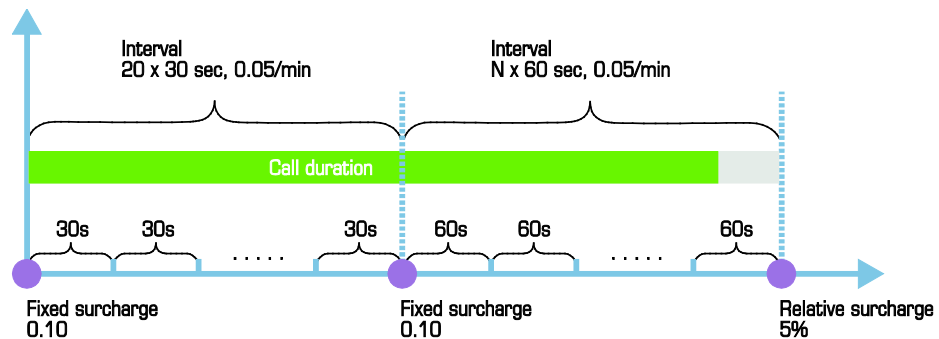 Interval
20 x 30 sec, 0.05/min
Interval
N x 60 sec, 0.05/min
Call duration
30s
30s
.....
30s
60s
60s
.....
60s
Fixed surcharge
0.10
Fixed surcharge
0.10
Relative surcharge
5%